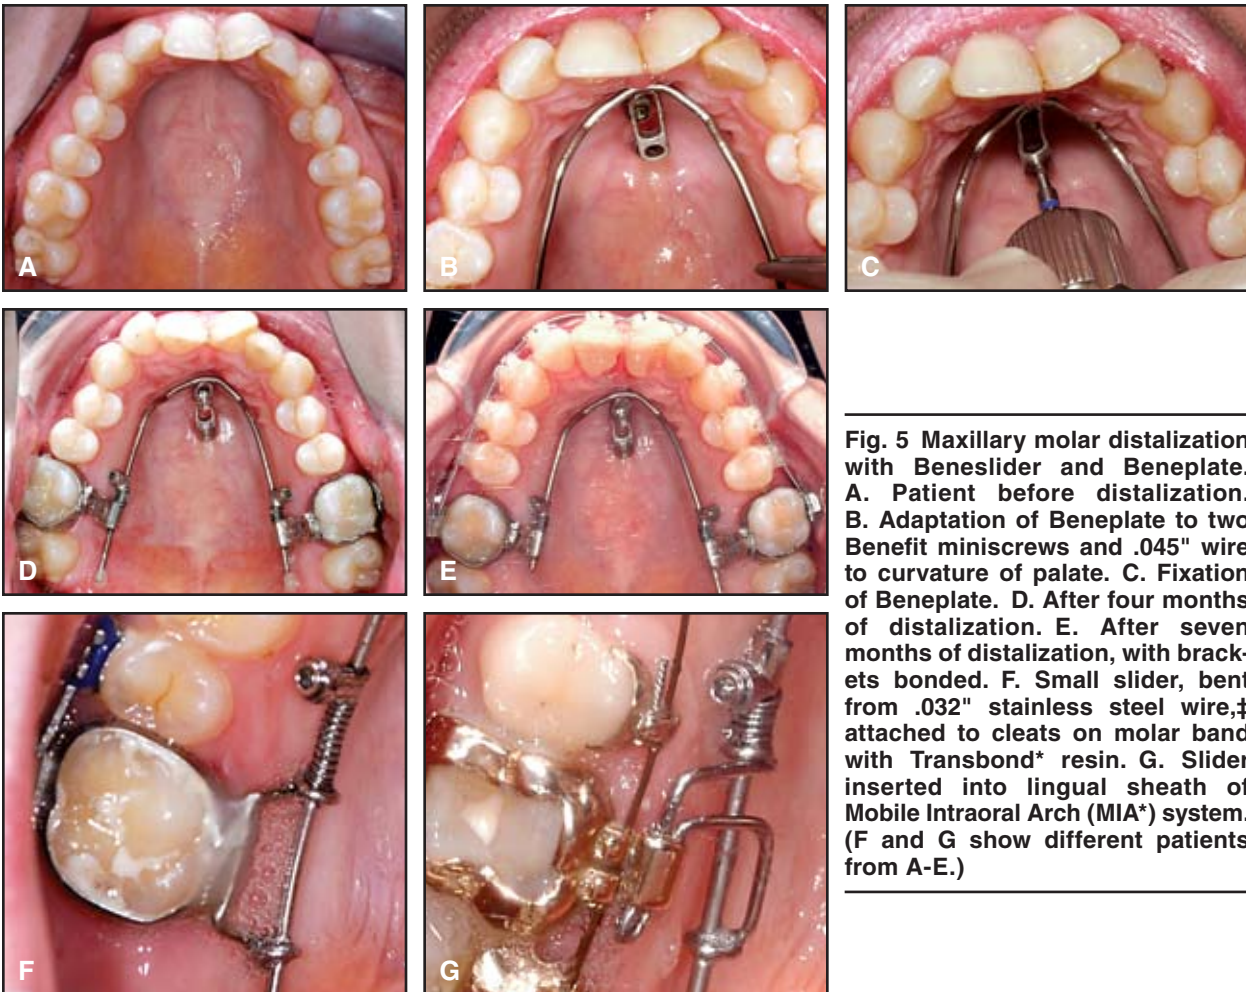 A
B
C
D
E
F
G
Fig. 5 Maxillary molar distalization
with Beneslider and Beneplate.
A. Patient before distalization.
B. Adaptation of Beneplate to two
Benefit miniscrews and .045" wire
to curvature of palate. C. Fixation
of Beneplate. D. After four months
of distalization. E. After seven
months of distalization, with brack-
ets bonded. F. Small slider, bent
from .032" stainless steel wire,‡
attached to cleats on molar band
with Transbond* resin. G. Slider
inserted into lingual sheath of
Mobile Intraoral Arch (MIA*) system.
(F and G show different patients
from A-E.)